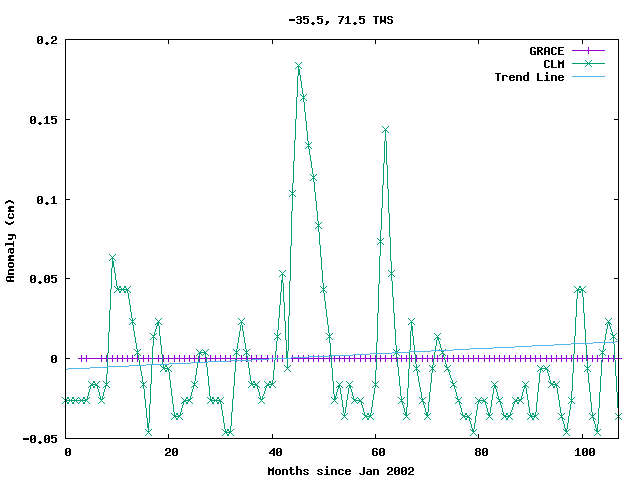 -35.5, 71.5 TWS
GRACE
CLM
Trend Line
0.2
0.15
0.1
0.05
0
-0.05
Anomaly (cm)
0 20 40 60 80 100
Months since Jan 2002